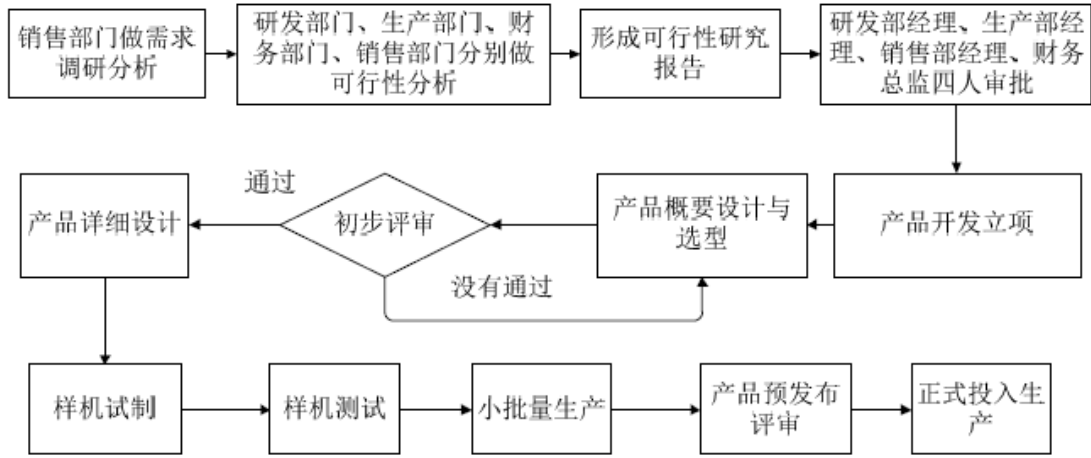 销售部门做需求
调研分析
研发部门、生产部门、财
务部门、销售部门分别做
可行性分析
形成可行性研究
报告
研发部经理、生产部经
理、销售部经理、财务
总监四人审批
通过
产品详细设计
初步评审
产品概要设计与
选型
产品开发立项
没有通过
样机试制
样机测试
小批量生产
产品预发布
评审
正式投入生
产